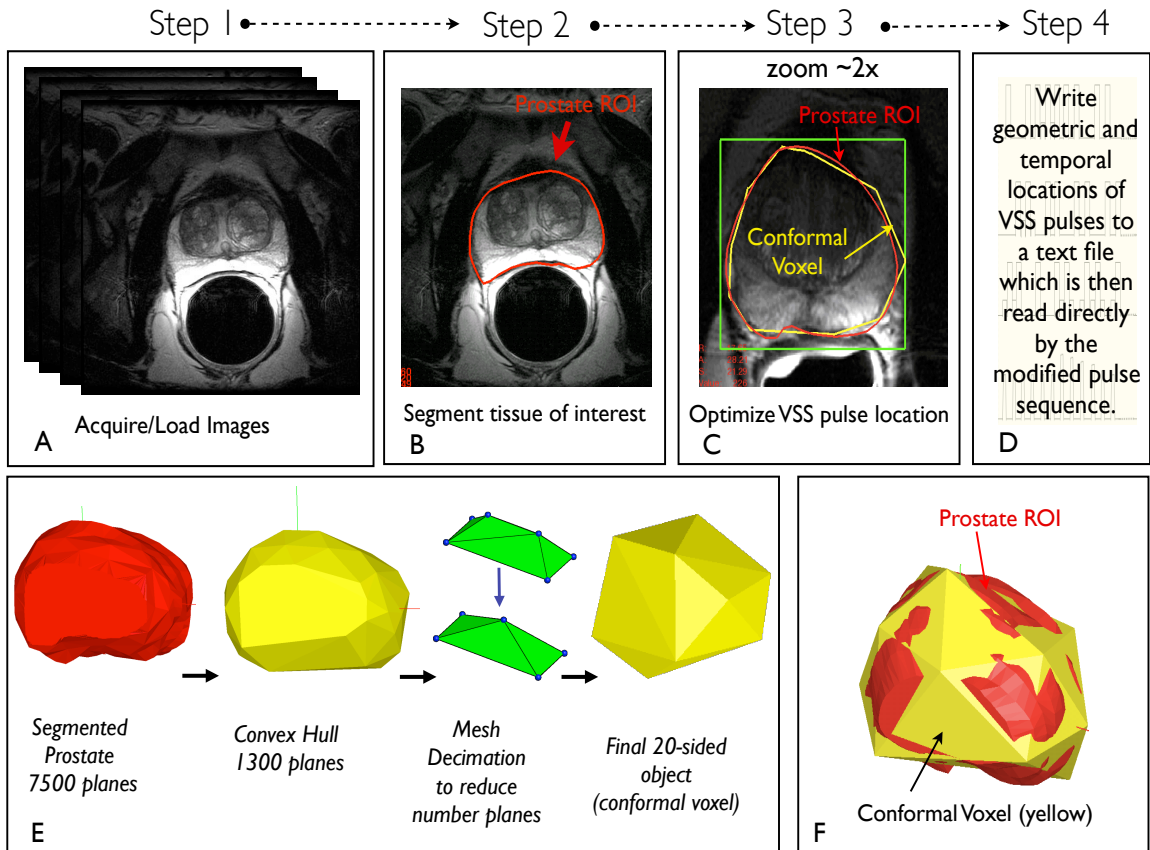 Step 1
Step 2
Step 3
Step 4
Acquire/Load Images
A
Prostate ROI
Segment tissue of interest
B
zoom ~2x
Prostate ROI
Conformal
Voxel
Optimize VSS pulse location
C
Write
geometric and
temporal
locations of
VSS pulses to
a text file
which is then
read directly
by the
modified pulse
sequence.
D
Segmented
Prostate
7500 planes
Convex Hull
1300 planes
Mesh
Decimation
to reduce
number planes
Final 20-sided
object
(conformal voxel)
E
Prostate ROI
Conformal Voxel (yellow)
F